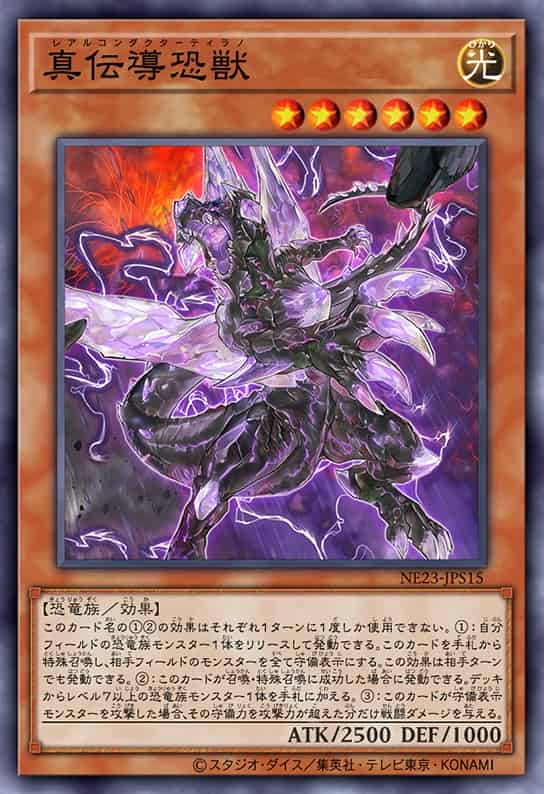 レアルコンダクターティラノ
真伝導恐獣
ひかり
光
NE23-JPS15
きょうりゅうぞく こうか
【恐竜族/効果】
このカード名の①②の効果はそれぞれ1ターンに1度しか使用できない。①:自分
フィールドの恐竜族モンスター1体をリリースして発動できる。このカードを手札から
特殊召喚し、相手フィールドのモンスターを全て守備表示にする。この効果は相手ターン
でも発動できる。②:このカードが召喚・特殊召喚に成功した場合に発動できる。デッキ
からレベル7以上の恐竜族モンスター1体を手札に加える。③:このカードが守備表示
モンスターを攻撃した場合、その守備力を攻撃力が超えた分だけ戦闘ダメージを与える。
ATK/2500 DEF/1000
©スタジオ・ダイス/集英社・テレビ東京・KONAMI